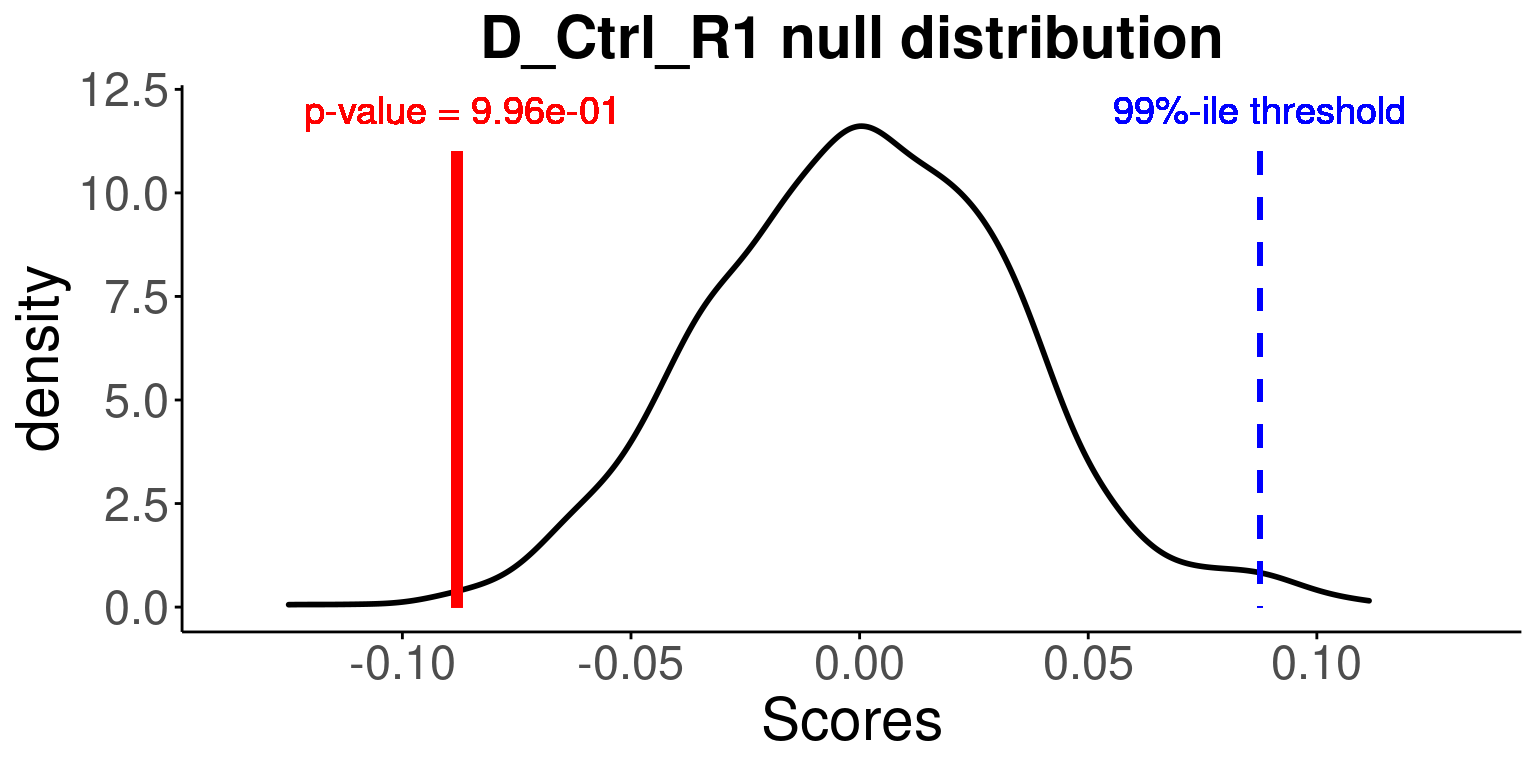 D_Ctrl_R1 null distribution
p-value = 9.96e-01
99%-ile threshold
density
12.5
10.0
7.5
5.0
2.5
0.0
-0.10
-0.05
0.00
0.05
0.10
Scores